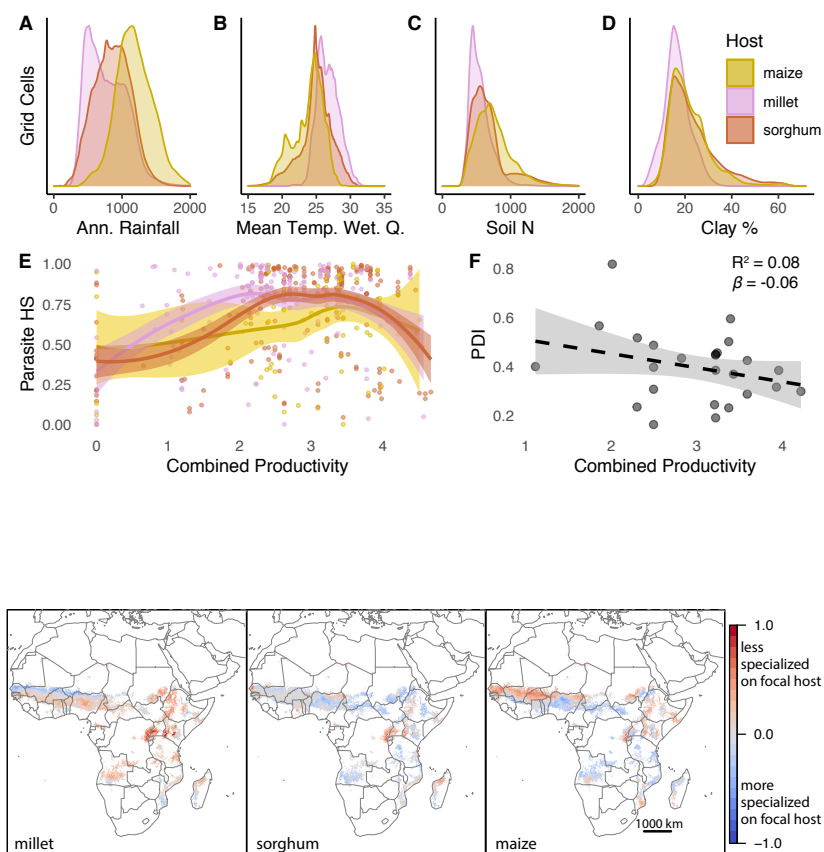 A
B
C
D
Grid Cells
Host
maize
millet
sorghum
0 1000 2000
15 20 25 30 35
0 1000 2000
0 20 40 60
Ann. Rainfall
Mean Temp. Wet. Q.
Soil N
Clay %
E
Parasite HS
1.00
0.75
0.50
0.25
0.00
0 1 2 3 4
Combined Productivity
F
R² = 0.08
β = -0.06
PDI
0.8
0.6
0.4
0.2
1 2 3 4
Combined Productivity
millet
sorghum
maize
1000 km
1.0
less
specialized
on focal host
0.0
more
specialized
on focal host
−1.0